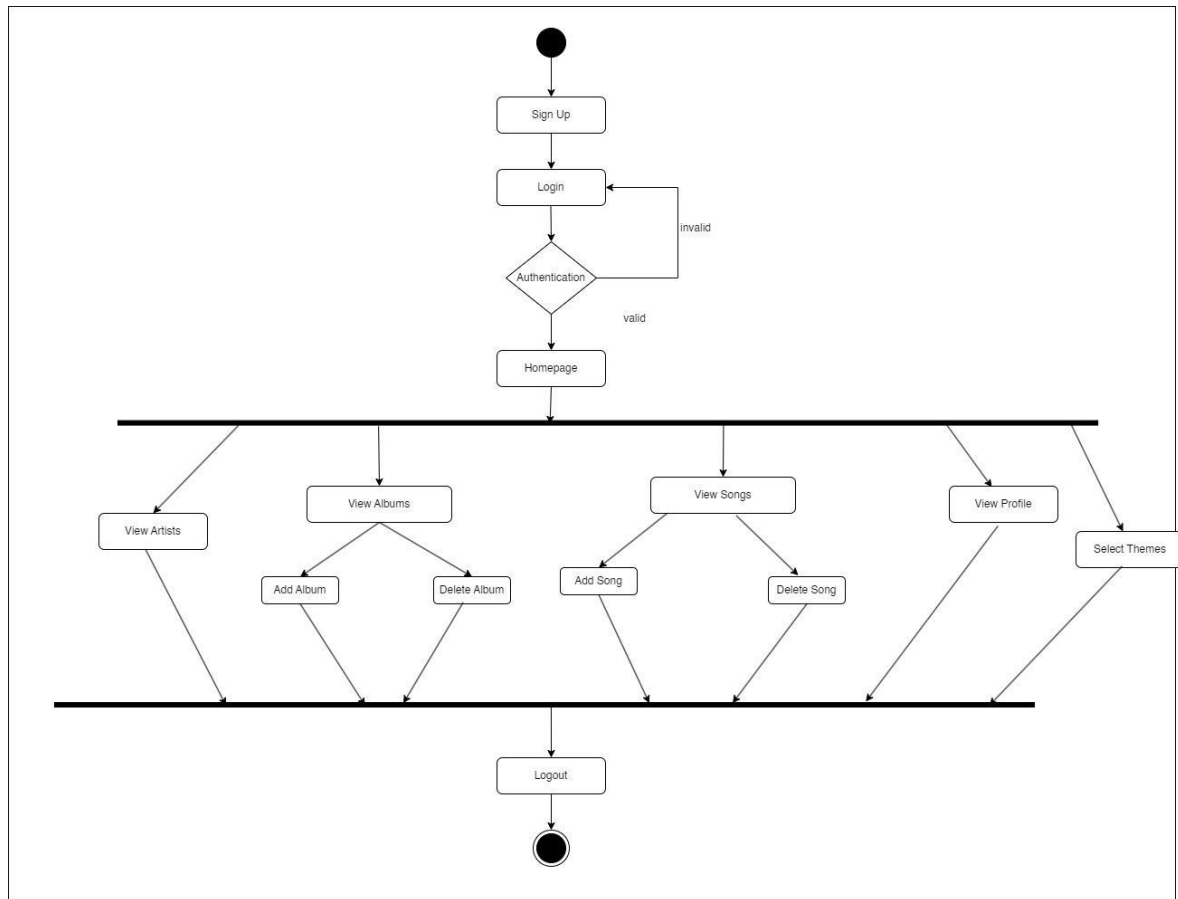 Sign Up
Login
invalid
Authentication
valid
Homepage
View Artists
View Albums
View Songs
View Profile
Select Themes
Add Album
Delete Album
Add Song
Delete Song
Logout